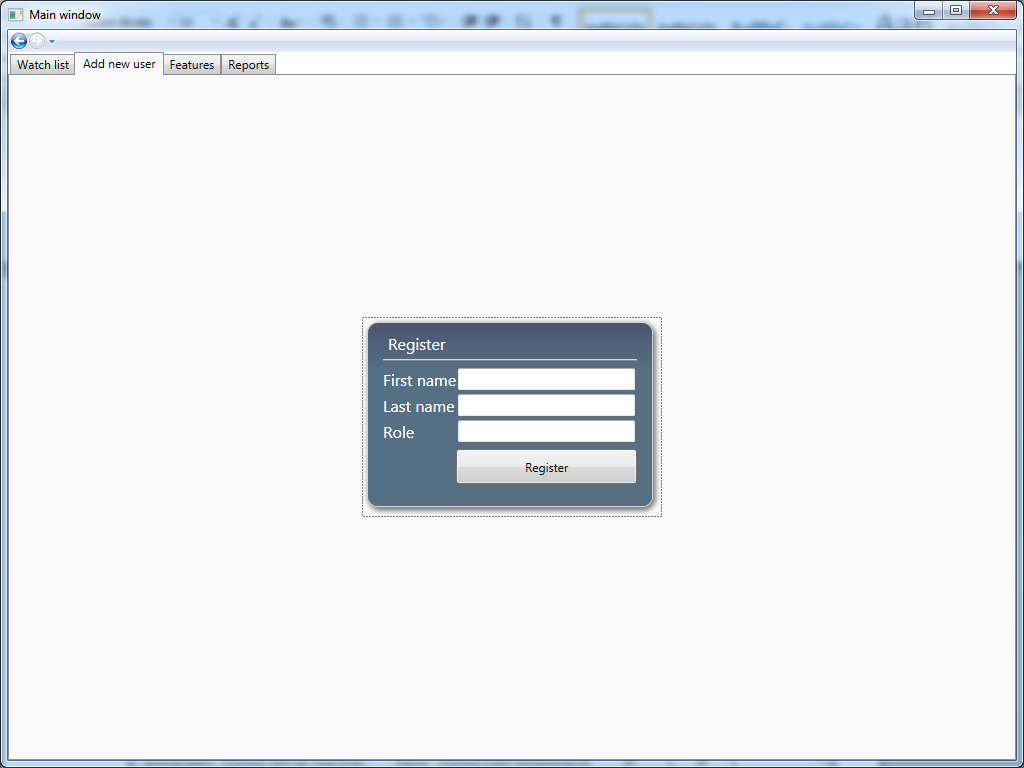 Main window
Watch list Add new user Features Reports
Register
First name
Last name
Role
Register